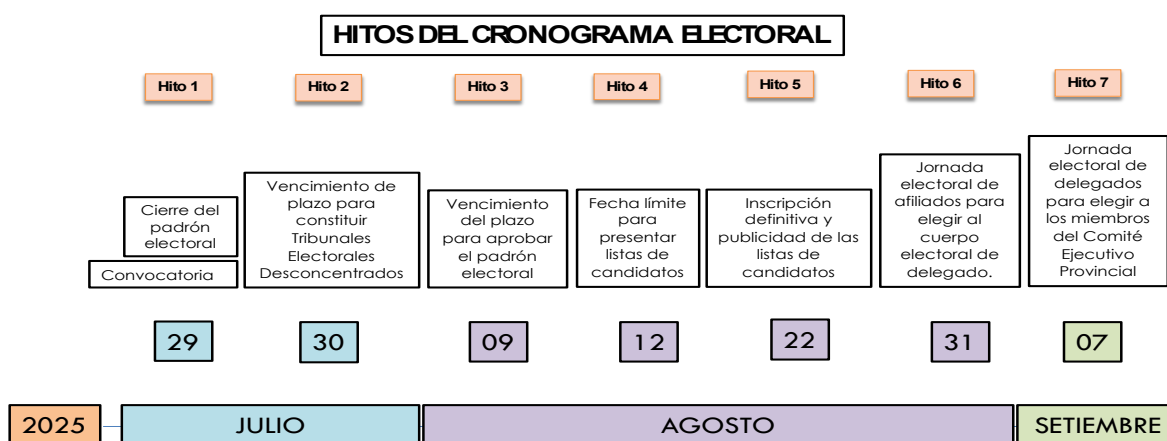 HITOS DEL CRONOGRAMA ELECTORAL
Hito 1
Hito 2
Hito 3
Hito 4
Hito 5
Hito 6
Hito 7
Cierre del
padrón
electoral
Convocatoria
Vencimiento de
plazo para
constituir
Tribunales
Electorales
Desconcentrados
Vencimiento
del plazo
para aprobar
el padrón
electoral
Fecha límite
para
presentar
listas de
candidatos
Inscripción
definitiva y
publicidad de las
listas de
candidatos
Jornada
electoral de
afiliados para
elegir al
cuerpo
electoral de
delegado.
Jornada
electoral de
delegados
para elegir a
los miembros
del Comité
Ejecutivo
Provincial
29
30
09
12
22
31
07
2025
JULIO
AGOSTO
SETIEMBRE